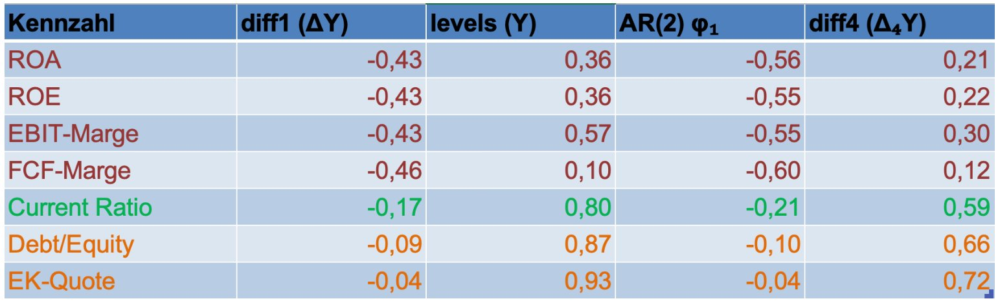 Kennzahl diff1 (ΔY) levels (Y) AR(2) φ₁ diff4 (Δ₄Y)
ROA -0,43 0,36 -0,56 0,21
ROE -0,43 0,36 -0,55 0,22
EBIT-Marge -0,43 0,57 -0,55 0,30
FCF-Marge -0,46 0,10 -0,60 0,12
Current Ratio -0,17 0,80 -0,21 0,59
Debt/Equity -0,09 0,87 -0,10 0,66
EK-Quote -0,04 0,93 -0,04 0,72